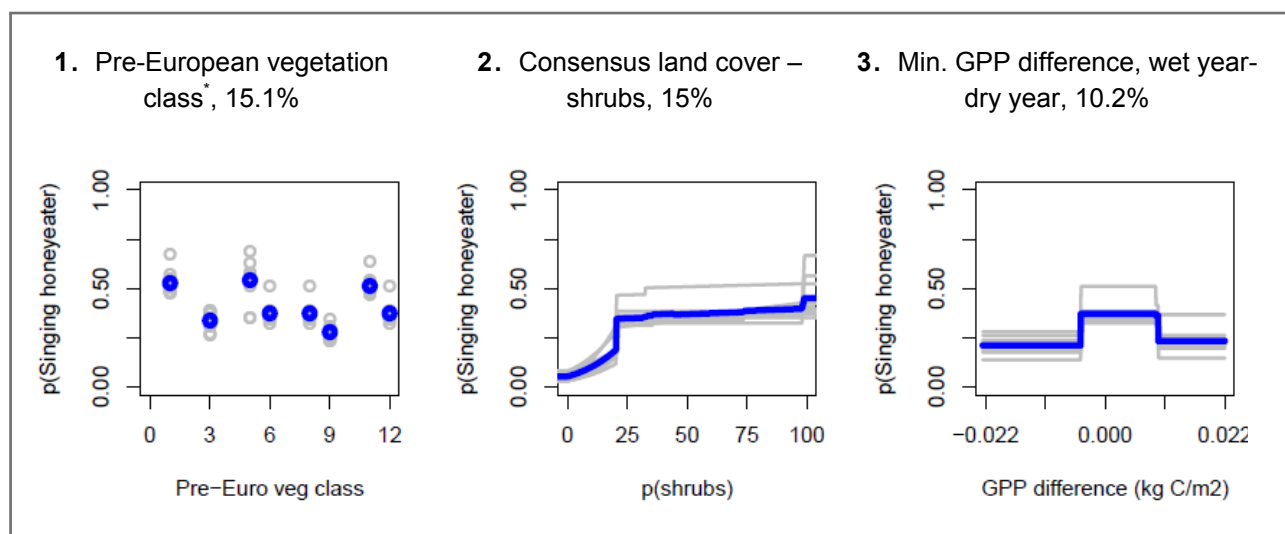 1. Pre-European vegetation
class*, 15.1%
2. Consensus land cover –
shrubs, 15%
3. Min. GPP difference, wet year-
dry year, 10.2%
p(Singing honeyeater)
1.00
0.50
0.00
0 3 6 9 12
Pre-Euro veg class
p(Singing honeyeater)
1.00
0.50
0.00
0 25 50 75 100
p(shrubs)
p(Singing honeyeater)
1.00
0.50
0.00
-0.022 0.000 0.022
GPP difference (kg C/m2)